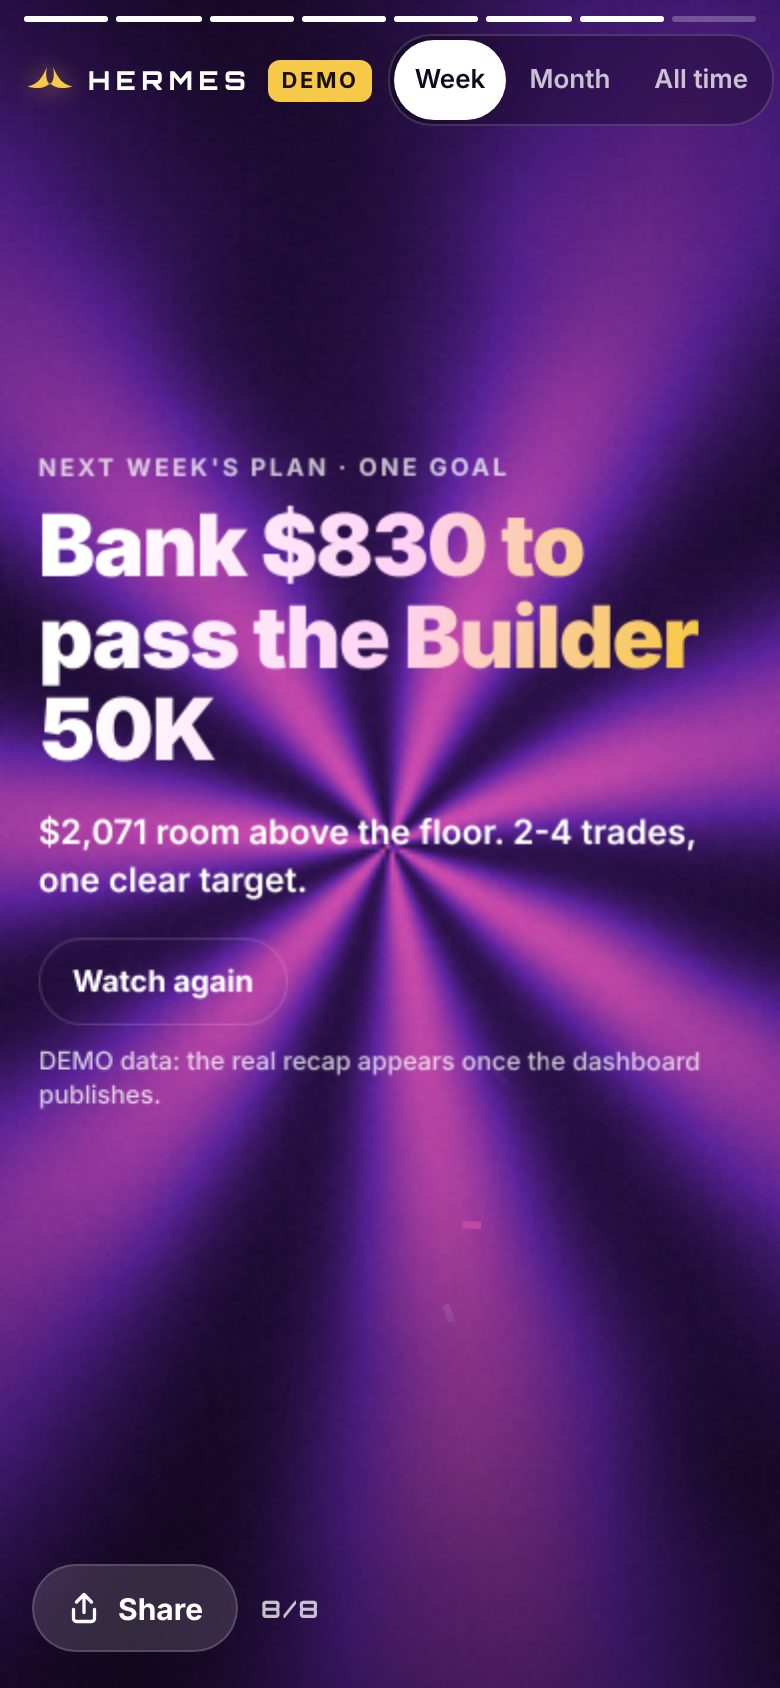 HERMES DEMO Week Month All time
NEXT WEEK'S PLAN · ONE GOAL
Bank $830 to
pass the Builder
50K
$2,071 room above the floor. 2-4 trades,
one clear target.
Watch again
DEMO data: the real recap appears once the dashboard
publishes.
Share 8/8